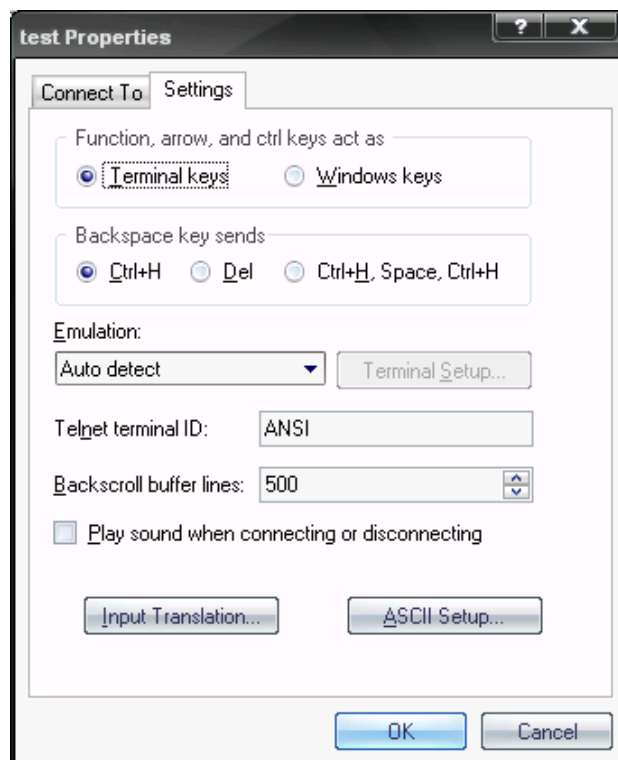 test Properties
? X
Connect To Settings
Function, arrow, and ctrl keys act as
Terminal keys Windows keys
Backspace key sends
Ctrl+H Del Ctrl+H, Space, Ctrl+H
Emulation:
Auto detect Terminal Setup...
Telnet terminal ID: ANSI
Backscroll buffer lines: 500
Play sound when connecting or disconnecting
Input Translation... ASCII Setup...
OK Cancel